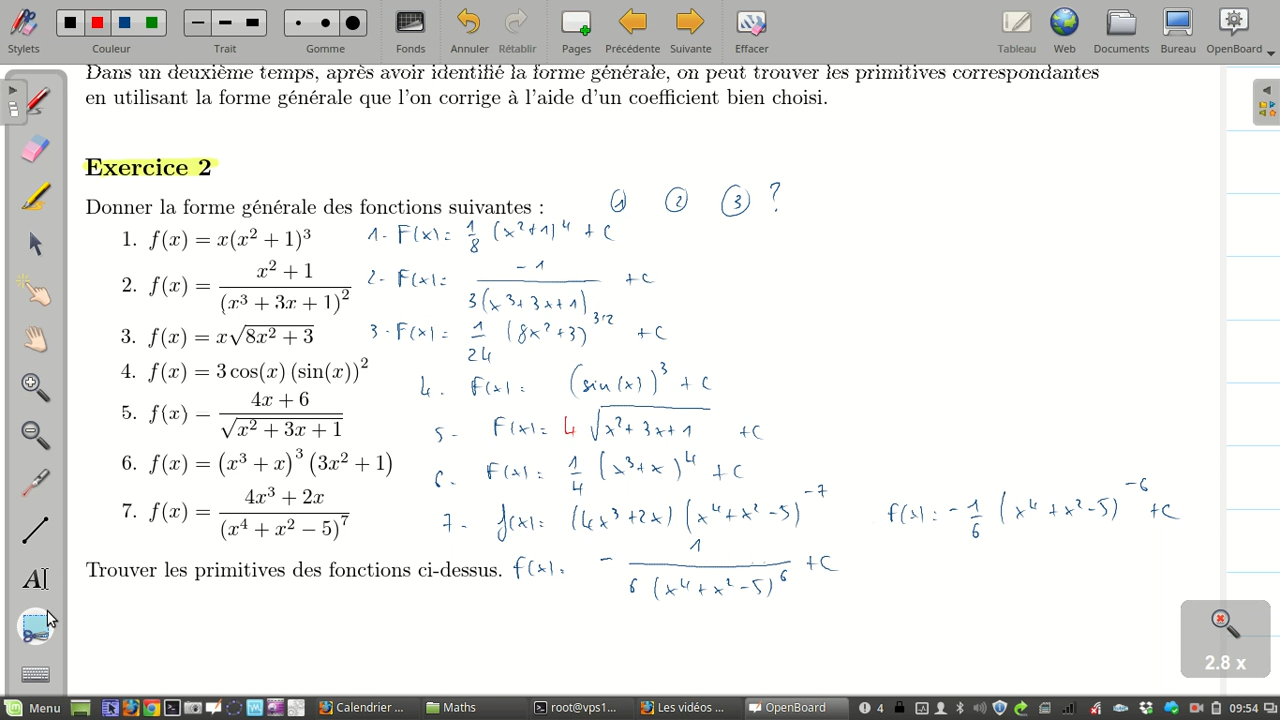 Stylets Couleur Trait Gomme Fonds Annuler Rétablir Pages Précédente Suivante Effacer Tableau Web Documents Bureau OpenBoard
Dans un deuxième temps, après avoir identifié la forme générale, on peut trouver les primitives correspondantes
en utilisant la forme générale que l'on corrige à l'aide d'un coefficient bien choisi.
Exercice 2
Donner la forme générale des fonctions suivantes : ① ② ③ ?
1. f(x) = x(x² + 1)³ 1- F(x) = 1/8 (x²+1)⁴ + C
2. f(x) = (x² + 1)/(x³ + 3x + 1)² 2- F(x) = -1/(3(x³+3x+1)) + C
3. f(x) = x√(8x² + 3) 3- F(x) = 1/24 (8x²+3)^(3/2) + C
4. f(x) = 3 cos(x) (sin(x))² 4. F(x) = (sin(x))³ + C
5. f(x) − (4x + 6)/√(x² + 3x + 1) 5- F(x) = 4 √(x²+3x+1) + C
6. f(x) = (x³ + x)³ (3x² + 1) 6. F(x) = 1/4 (x³+x)⁴ + C
7. f(x) = (4x³ + 2x)/(x⁴ + x² − 5)⁷ 7- f(x) = (4x³+2x) (x⁴+x²-5)⁻⁷ f(x) = -1/6 (x⁴+x²-5)⁻⁶ + C
Trouver les primitives des fonctions ci-dessus. f(x) = - 1/(6 (x⁴+x²-5)⁶) + C
2.8 x
Menu Calendrier ... Maths root@vps1... Les vidéos ... OpenBoard 4 09:54